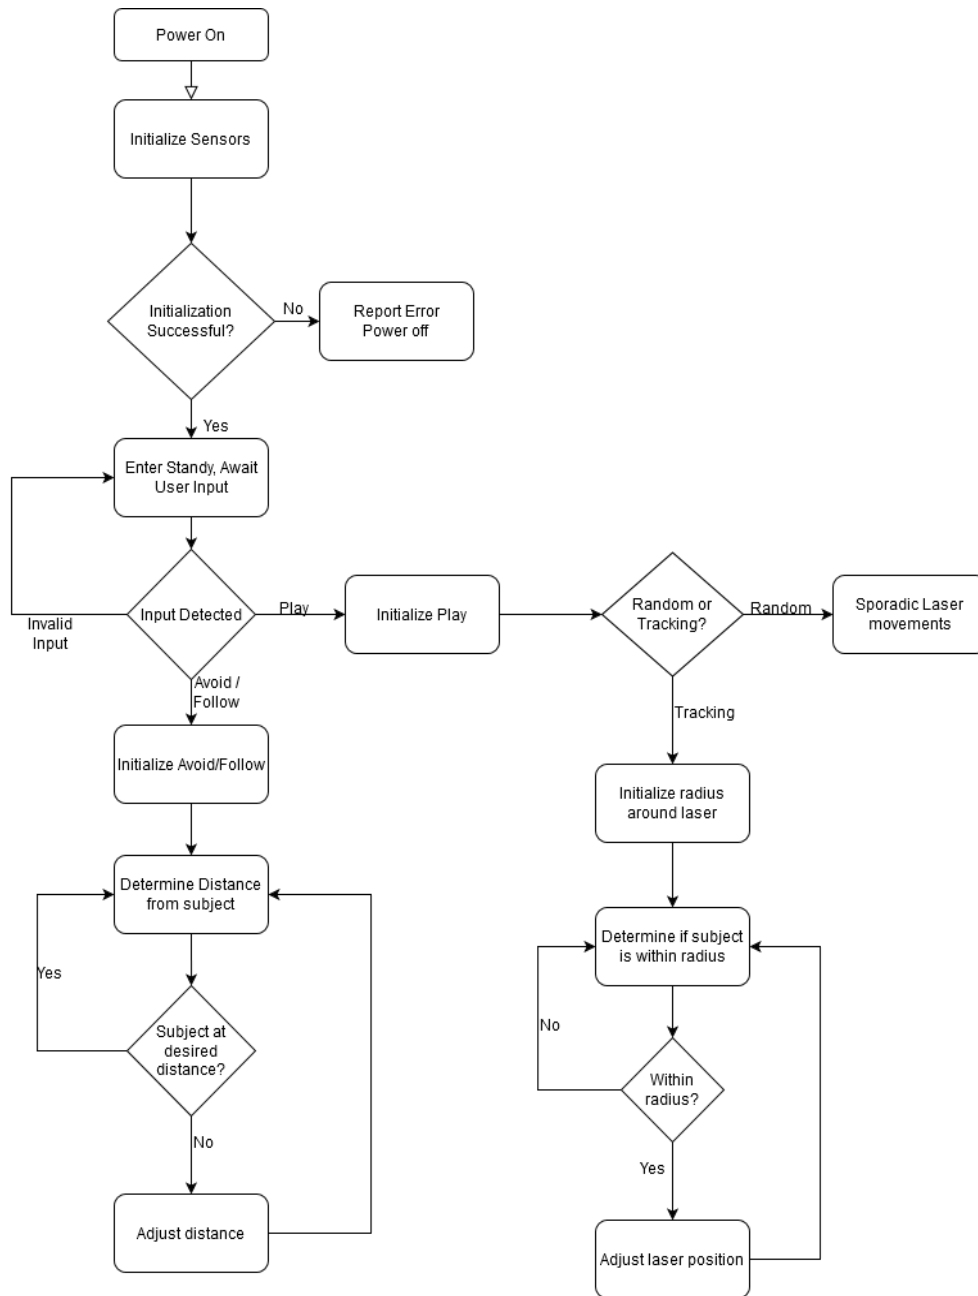 Power On
Initialize Sensors
Initialization
Successful?
No
Report Error
Power off
Yes
Enter Standy, Await
User Input
Input Detected
Invalid
Input
Play
Initialize Play
Random or
Tracking?
Random
Sporadic Laser
movements
Avoid /
Follow
Tracking
Initialize Avoid/Follow
Initialize radius
around laser
Determine Distance
from subject
Determine if subject
is within radius
Yes
No
Subject at
desired
distance?
Within
radius?
No
Yes
Adjust distance
Adjust laser position